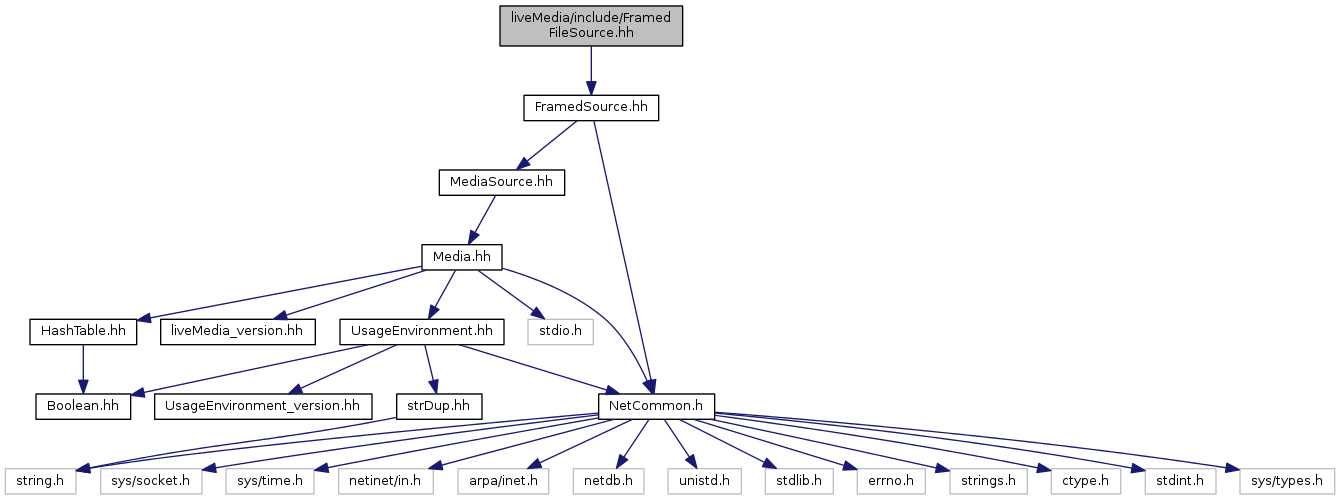 liveMedia/include/Framed
FileSource.hh
FramedSource.hh
MediaSource.hh
Media.hh
HashTable.hh
liveMedia_version.hh
UsageEnvironment.hh
stdio.h
Boolean.hh
UsageEnvironment_version.hh
strDup.hh
NetCommon.h
string.h
sys/socket.h
sys/time.h
netinet/in.h
arpa/inet.h
netdb.h
unistd.h
stdlib.h
errno.h
strings.h
ctype.h
stdint.h
sys/types.h